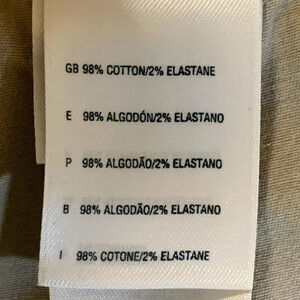 GB 98% COTTON/2% ELASTANE
E 98% ALGODÓN/2% ELASTANO
P 98% ALGODÃO/2% ELASTANO
B 98% ALGODÃO/2% ELASTANO
I 98% COTONE/2% ELASTANE